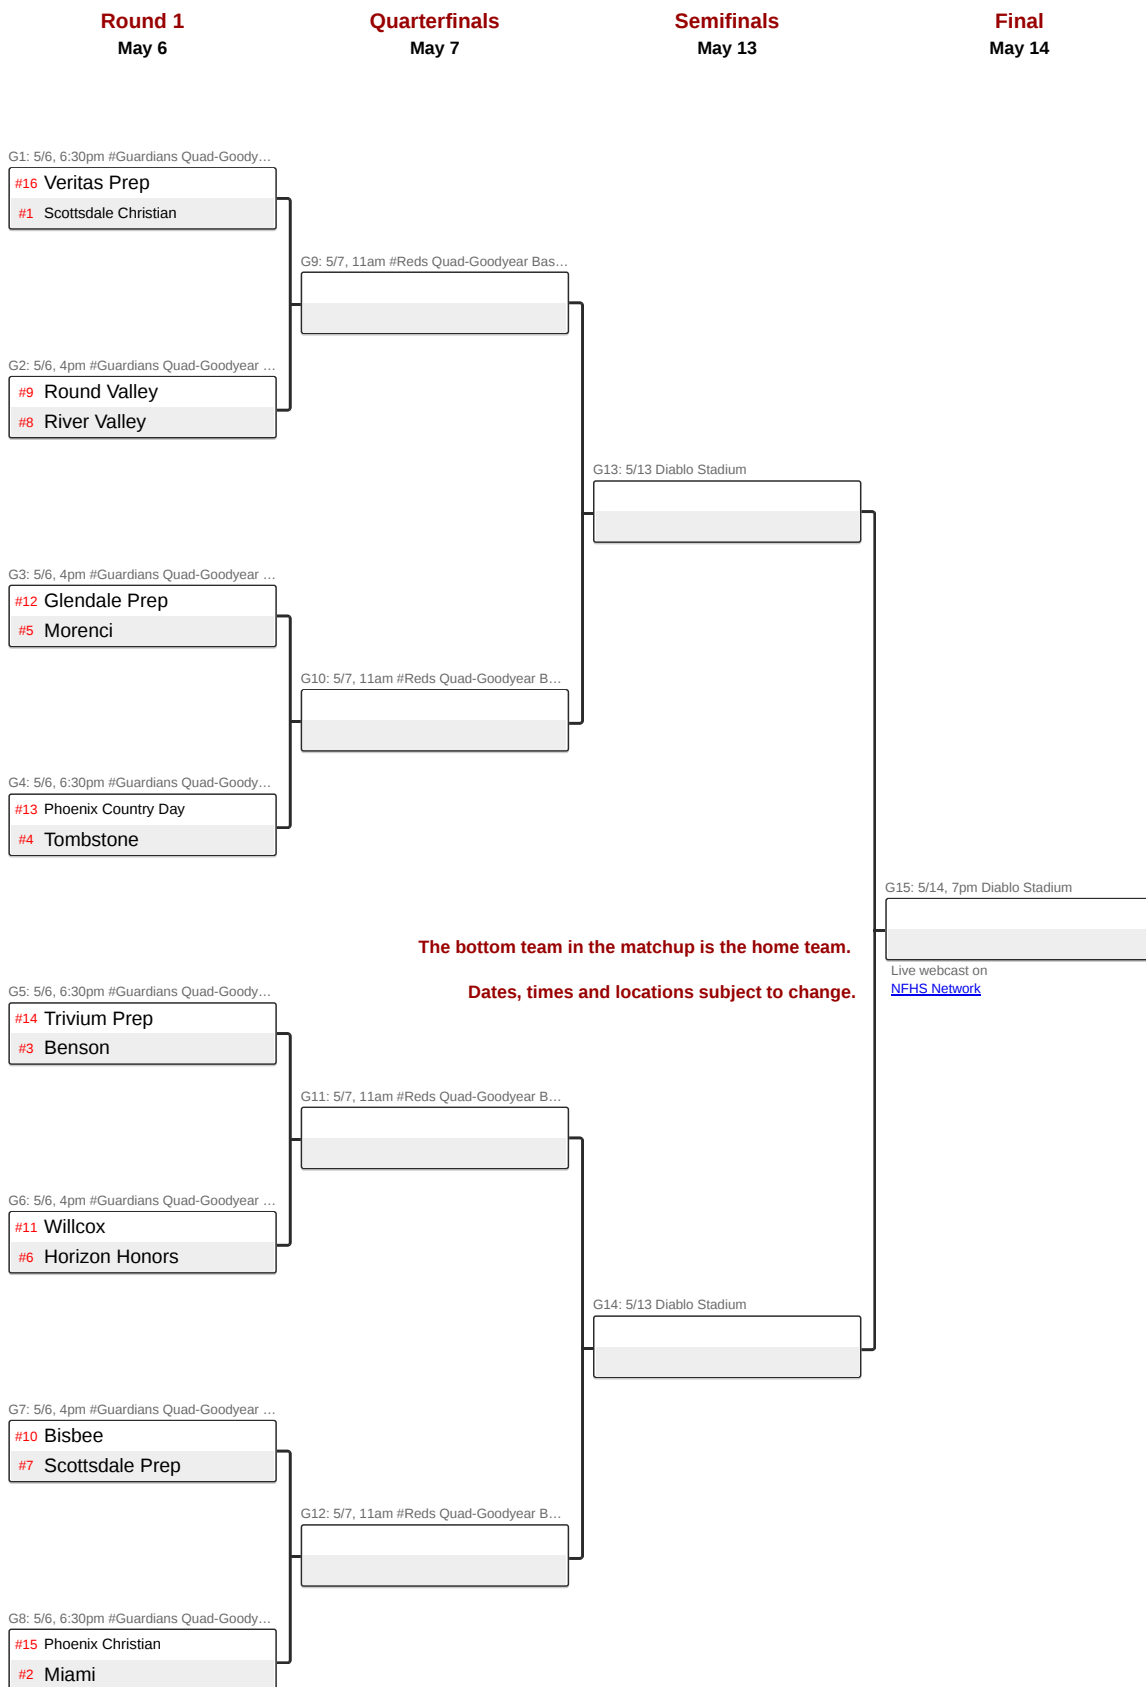 Round 1
May 6
Quarterfinals
May 7
Semifinals
May 13
Final
May 14
G1: 5/6, 6:30pm #Guardians Quad-Goody…
#16 Veritas Prep
#1 Scottsdale Christian
G9: 5/7, 11am #Reds Quad-Goodyear Bas…
G2: 5/6, 4pm #Guardians Quad-Goodyear …
#9 Round Valley
#8 River Valley
G13: 5/13 Diablo Stadium
G3: 5/6, 4pm #Guardians Quad-Goodyear …
#12 Glendale Prep
#5 Morenci
G10: 5/7, 11am #Reds Quad-Goodyear B…
G4: 5/6, 6:30pm #Guardians Quad-Goody…
#13 Phoenix Country Day
#4 Tombstone
G15: 5/14, 7pm Diablo Stadium
The bottom team in the matchup is the home team.
Live webcast on
NFHS Network
Dates, times and locations subject to change.
G5: 5/6, 6:30pm #Guardians Quad-Goody…
#14 Trivium Prep
#3 Benson
G11: 5/7, 11am #Reds Quad-Goodyear B…
G6: 5/6, 4pm #Guardians Quad-Goodyear …
#11 Willcox
#6 Horizon Honors
G14: 5/13 Diablo Stadium
G7: 5/6, 4pm #Guardians Quad-Goodyear …
#10 Bisbee
#7 Scottsdale Prep
G12: 5/7, 11am #Reds Quad-Goodyear B…
G8: 5/6, 6:30pm #Guardians Quad-Goody…
#15 Phoenix Christian
#2 Miami